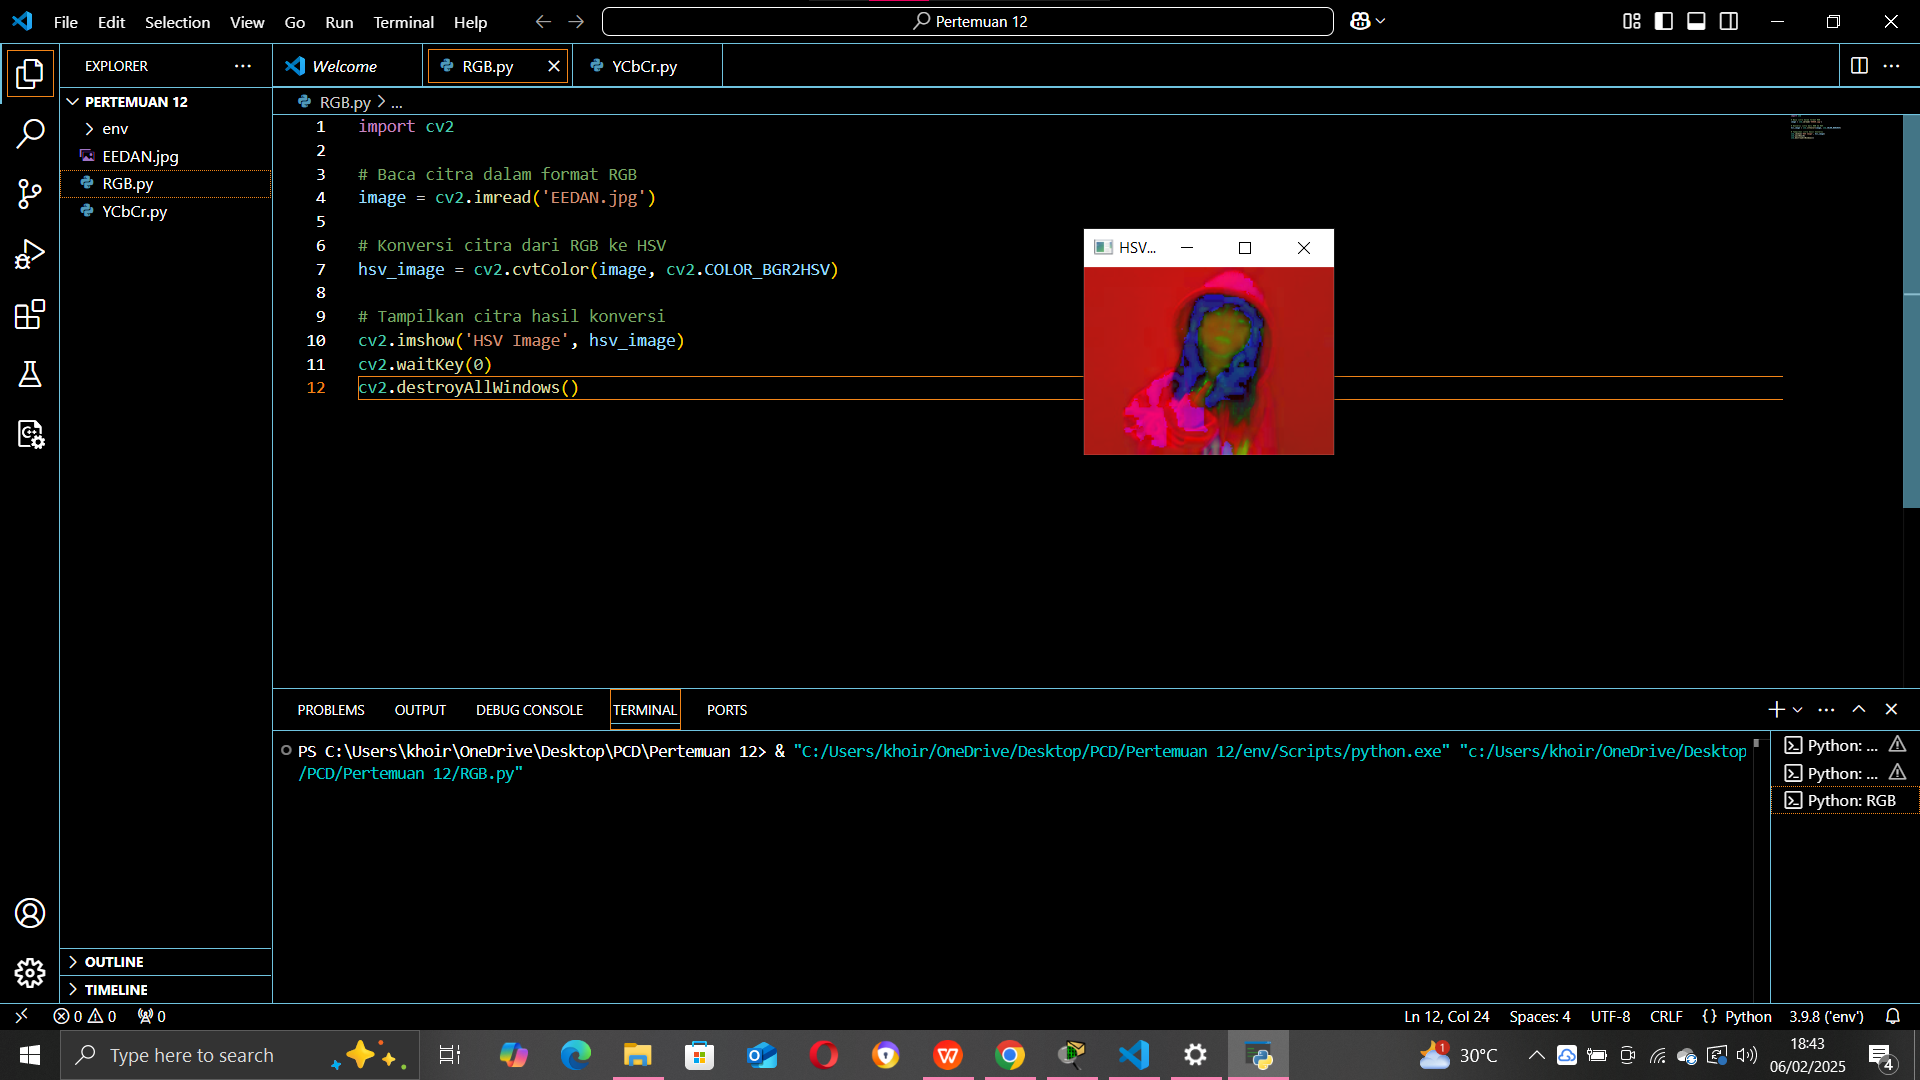 File Edit Selection View Go Run Terminal Help
Pertemuan 12
EXPLORER
Welcome
RGB.py
YCbCr.py
PERTEMUAN 12
env
EEDAN.jpg
RGB.py
YCbCr.py
RGB.py > ...
1 import cv2
2
3 # Baca citra dalam format RGB
4 image = cv2.imread('EEDAN.jpg')
5
6 # Konversi citra dari RGB ke HSV
7 hsv_image = cv2.cvtColor(image, cv2.COLOR_BGR2HSV)
8
9 # Tampilkan citra hasil konversi
10 cv2.imshow('HSV Image', hsv_image)
11 cv2.waitKey(0)
12 cv2.destroyAllWindows()
HSV...
PROBLEMS OUTPUT DEBUG CONSOLE TERMINAL PORTS
PS C:\Users\khoir\OneDrive\Desktop\PCD\Pertemuan 12> & "C:/Users/khoir/OneDrive/Desktop/PCD/Pertemuan 12/env/Scripts/python.exe" "c:/Users/khoir/OneDrive/Desktop
/PCD/Pertemuan 12/RGB.py"
Python: ...
Python: ...
Python: RGB
OUTLINE
TIMELINE
0 0 0
Ln 12, Col 24 Spaces: 4 UTF-8 CRLF {} Python 3.9.8 ('env')
Type here to search
1
30°C
18:43
06/02/2025
4